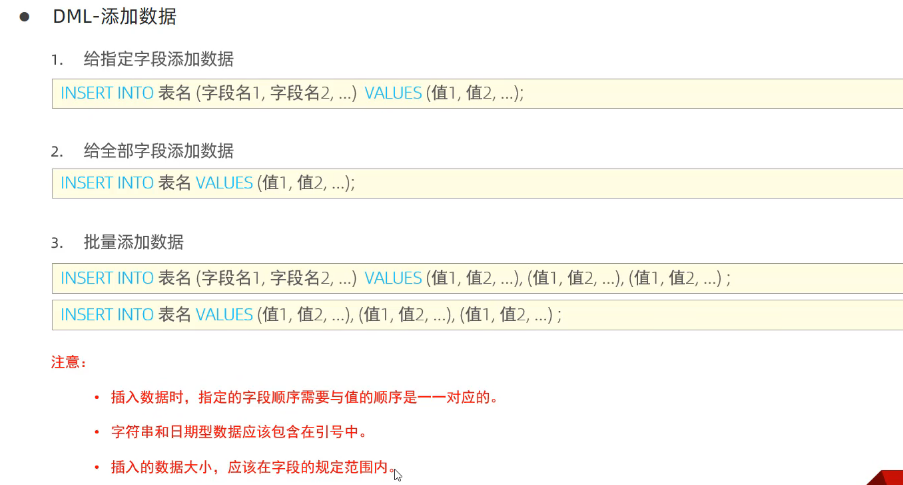 ● DML-添加数据
1. 给指定字段添加数据
INSERT INTO 表名 (字段名1, 字段名2, ...) VALUES (值1, 值2, ...);
2. 给全部字段添加数据
INSERT INTO 表名 VALUES (值1, 值2, ...);
3. 批量添加数据
INSERT INTO 表名 (字段名1, 字段名2, ...) VALUES (值1, 值2, ...), (值1, 值2, ...), (值1, 值2, ...) ;
INSERT INTO 表名 VALUES (值1, 值2, ...), (值1, 值2, ...), (值1, 值2, ...) ;
注意：
• 插入数据时，指定的字段顺序需要与值的顺序是一一对应的。
• 字符串和日期型数据应该包含在引号中。
• 插入的数据大小，应该在字段的规定范围内。